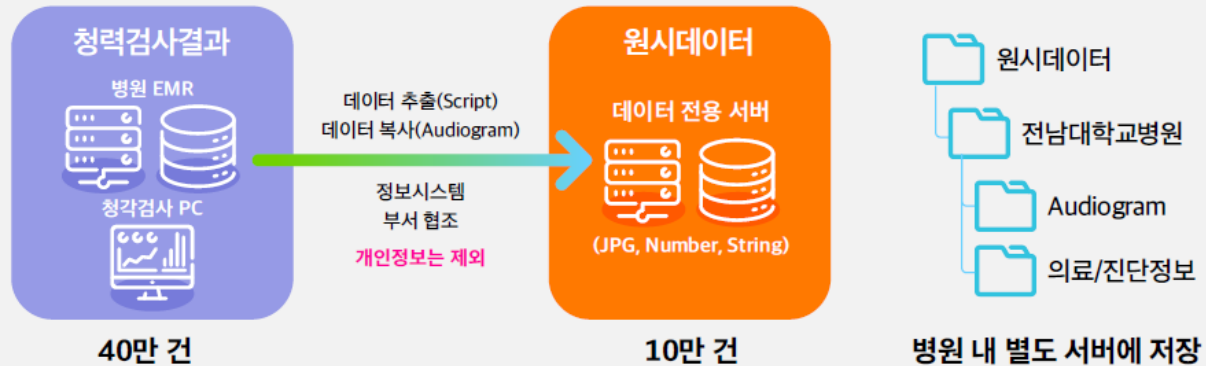 청력검사결과
병원 EMR
청각검사 PC
40만 건
데이터 추출(Script)
데이터 복사(Audiogram)
정보시스템
부서 협조
개인정보는 제외
원시데이터
데이터 전용 서버
(JPG, Number, String)
10만 건
원시데이터
전남대학교병원
Audiogram
의료/진단정보
병원 내 별도 서버에 저장